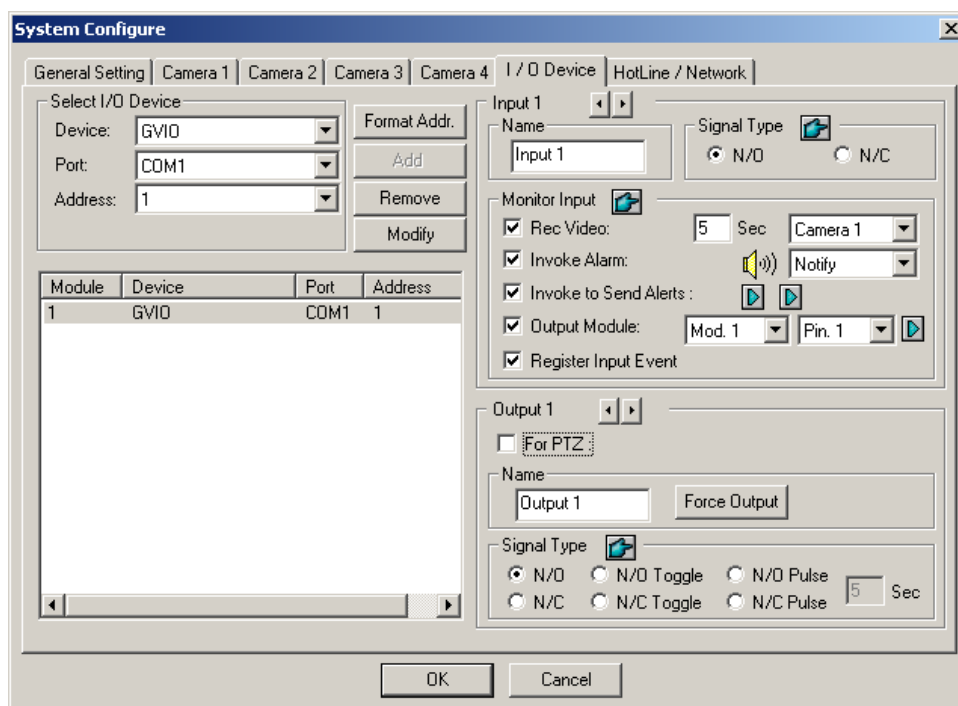 System Configure
General Setting Camera 1 Camera 2 Camera 3 Camera 4 I / O Device HotLine / Network
Select I/O Device
Device: GVIO
Port: COM1
Address: 1
Format Addr.
Add
Remove
Modify
Module Device Port Address
1 GVIO COM1 1
Input 1
Name
Input 1
Signal Type
N/O N/C
Monitor Input
Rec Video: 5 Sec Camera 1
Invoke Alarm: Notify
Invoke to Send Alerts :
Output Module: Mod. 1 Pin. 1
Register Input Event
Output 1
For PTZ :
Name
Output 1 Force Output
Signal Type
N/O N/O Toggle N/O Pulse
N/C N/C Toggle N/C Pulse
5 Sec
OK Cancel